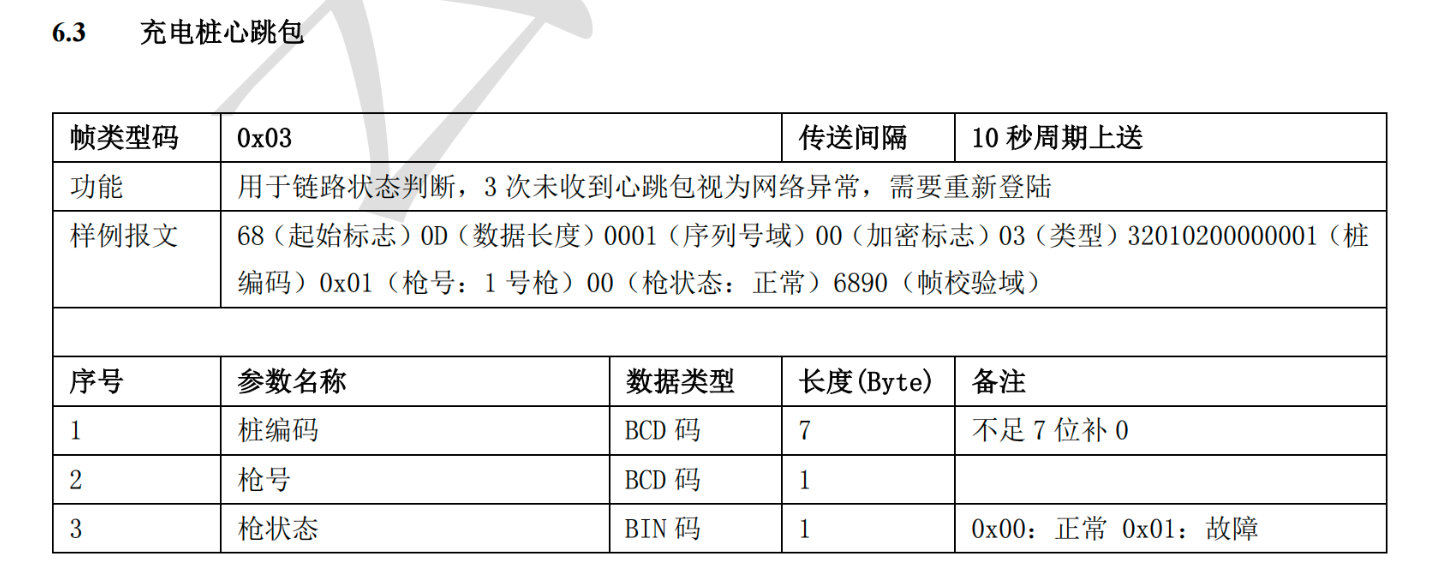 6.3 充电桩心跳包
帧类型码 0x03 传送间隔 10 秒周期上送
功能 用于链路状态判断，3 次未收到心跳包视为网络异常，需要重新登陆
样例报文 68（起始标志）0D（数据长度）0001（序列号域）00（加密标志）03（类型）32010200000001（桩
编码）0x01（枪号：1 号枪）00（枪状态：正常）6890（帧校验域）
序号 参数名称 数据类型 长度(Byte) 备注
1 桩编码 BCD 码 7 不足 7 位补 0
2 枪号 BCD 码 1
3 枪状态 BIN 码 1 0x00：正常 0x01：故障